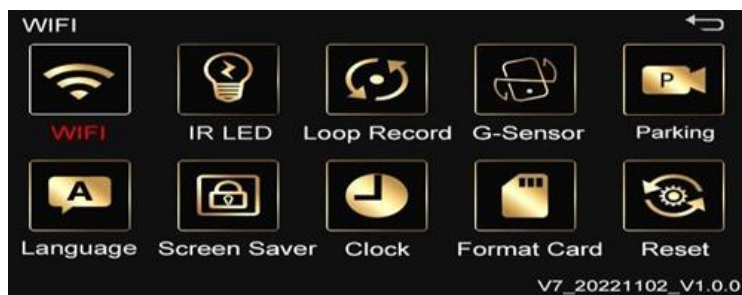 WIFI
WIFI IR LED Loop Record G-Sensor Parking
P
A
Language Screen Saver Clock Format Card Reset
V7_20221102_V1.0.0